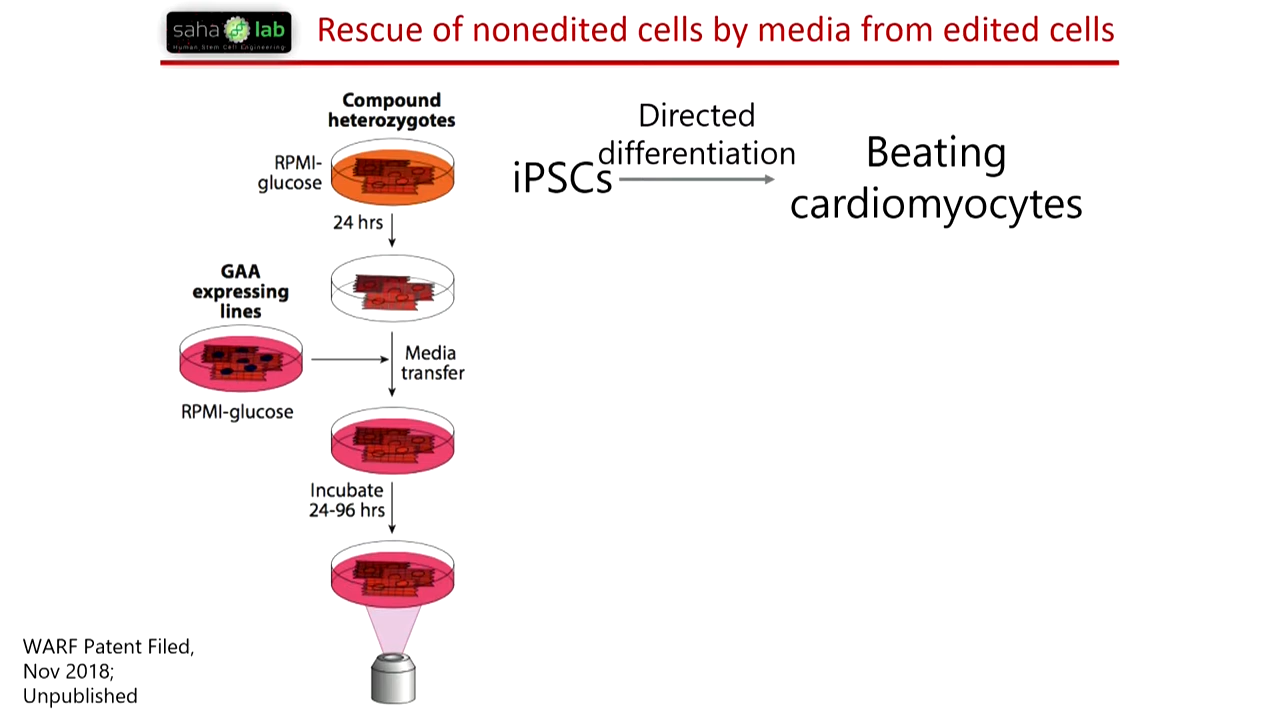 saha lab
Human Stem Cell Engineering
Rescue of nonedited cells by media from edited cells
Compound
heterozygotes
RPMI-
glucose
24 hrs
GAA
expressing
lines
RPMI-glucose
Media
transfer
Incubate
24-96 hrs
iPSCs
Directed
differentiation
Beating
cardiomyocytes
WARF Patent Filed,
Nov 2018;
Unpublished